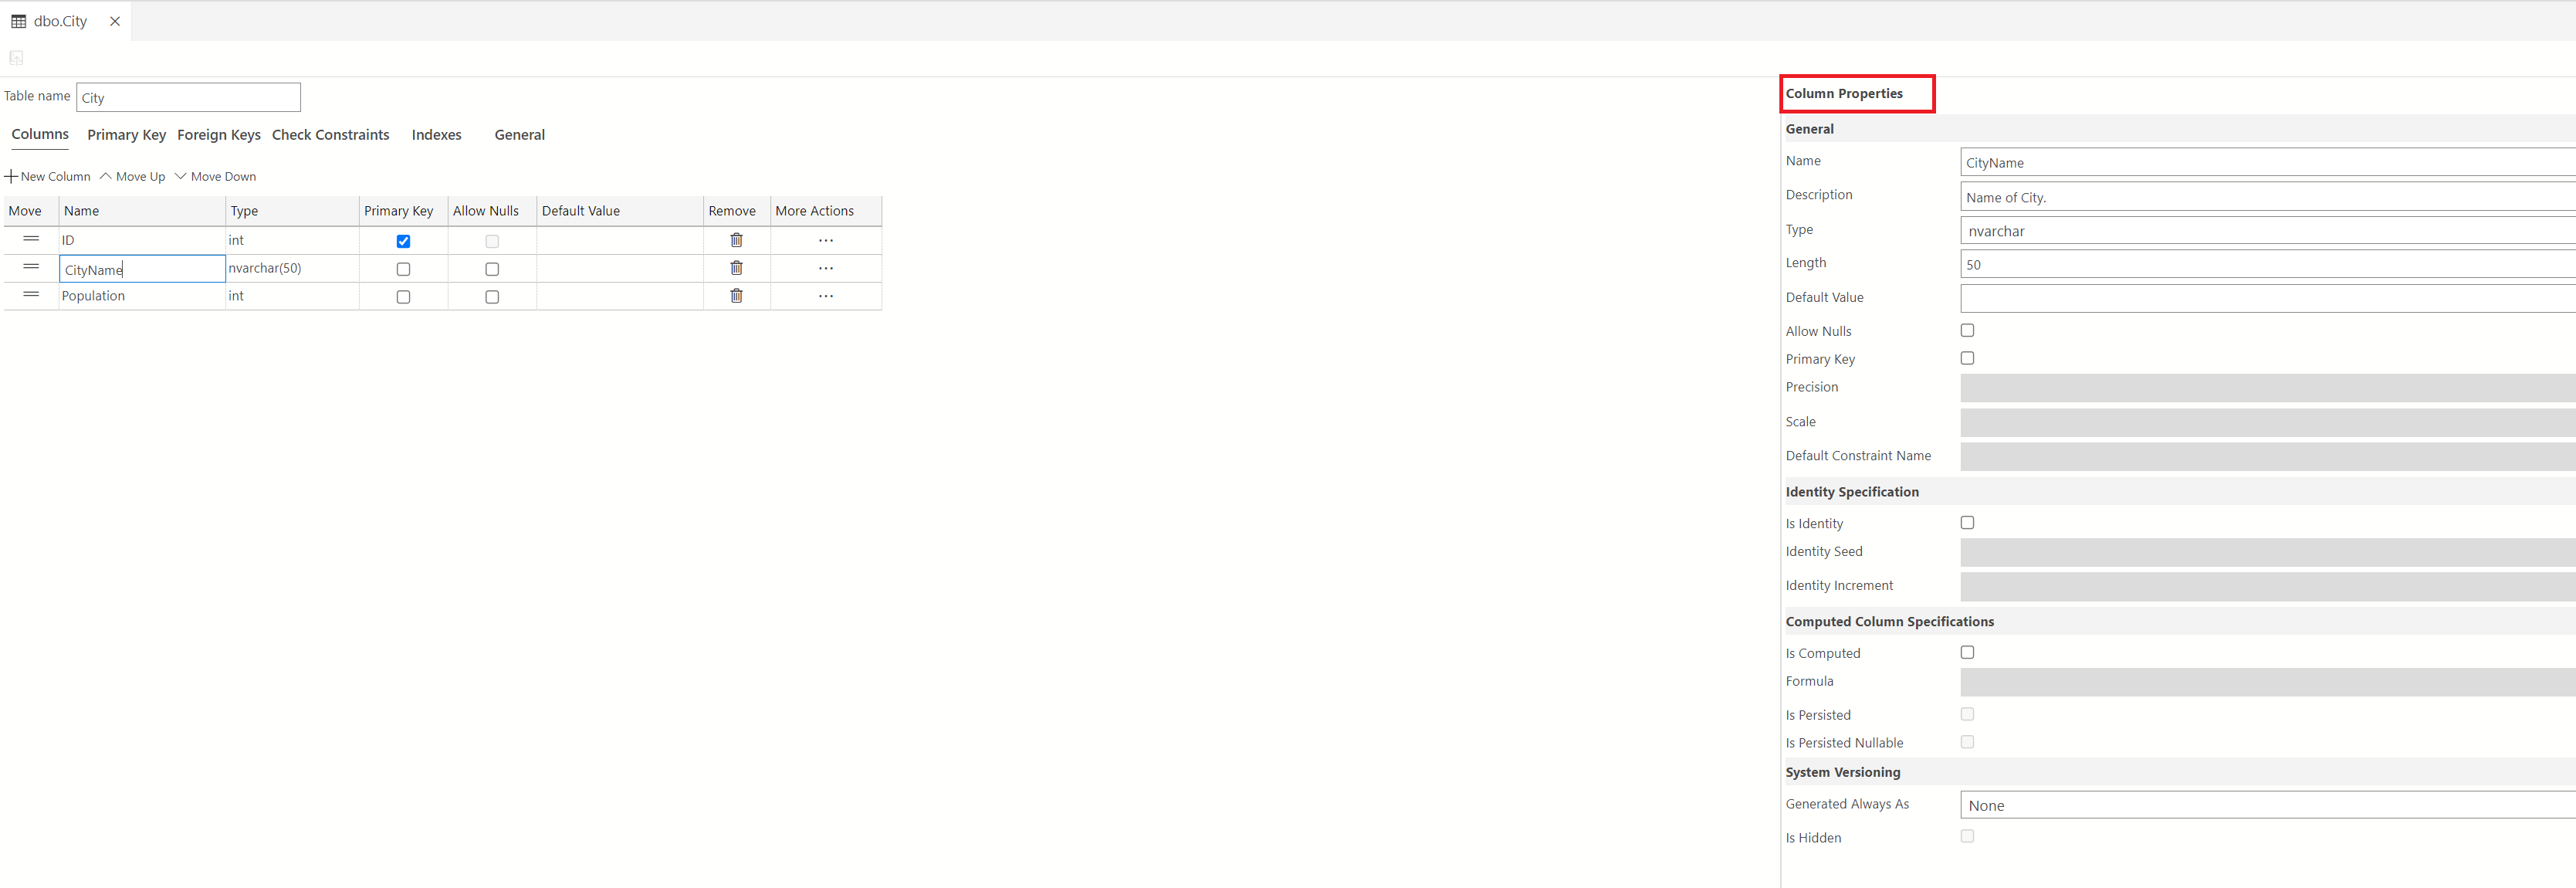 dbo.City
Table name City
Columns Primary Key Foreign Keys Check Constraints Indexes General
New Column Move Up Move Down
Move Name Type Primary Key Allow Nulls Default Value Remove More Actions
ID int
CityName nvarchar(50)
Population int
Column Properties
General
Name CityName
Description Name of City.
Type nvarchar
Length 50
Default Value
Allow Nulls
Primary Key
Precision
Scale
Default Constraint Name
Identity Specification
Is Identity
Identity Seed
Identity Increment
Computed Column Specifications
Is Computed
Formula
Is Persisted
Is Persisted Nullable
System Versioning
Generated Always As None
Is Hidden